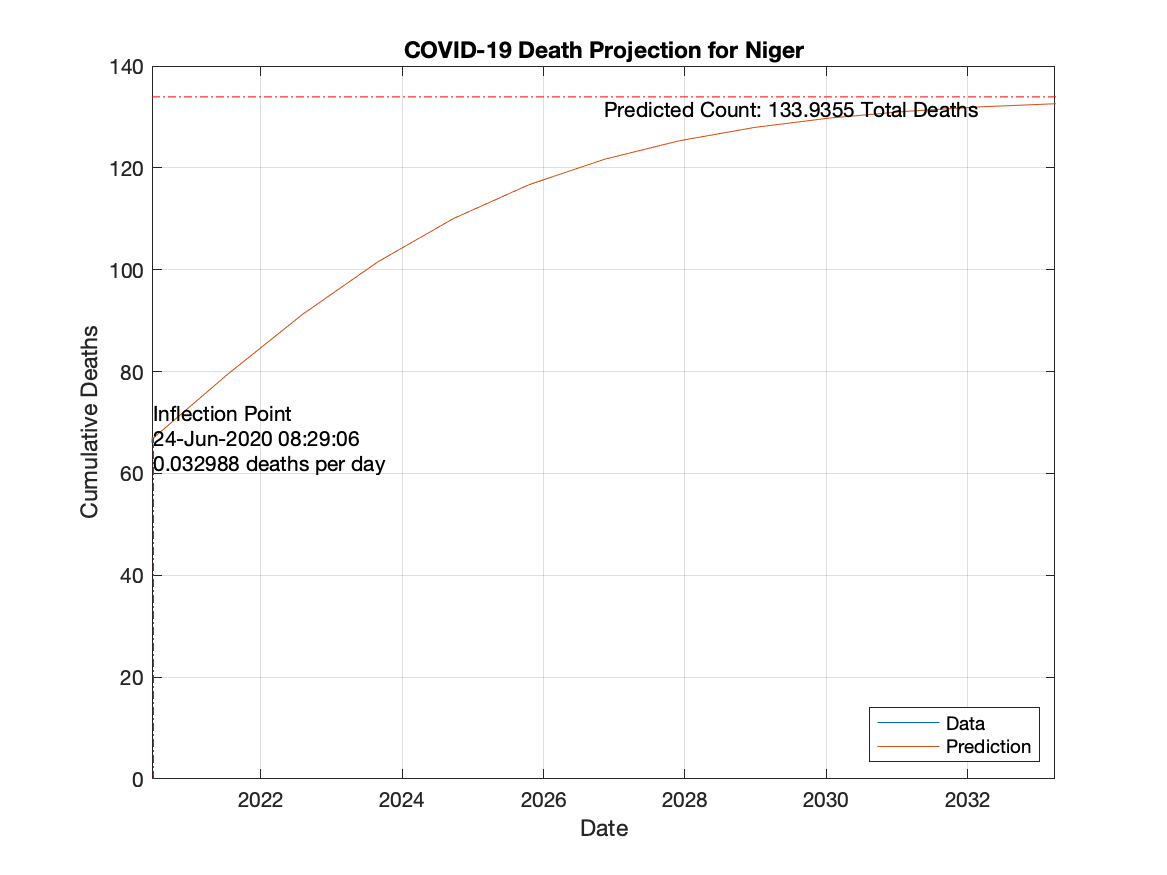 COVID-19 Death Projection for Niger
140
Predicted Count: 133.9355 Total Deaths
120
100
80
Inflection Point
24-Jun-2020 08:29:06
0.032988 deaths per day
60
40
20
0
Cumulative Deaths
Data
Prediction
2022 2024 2026 2028 2030 2032
Date